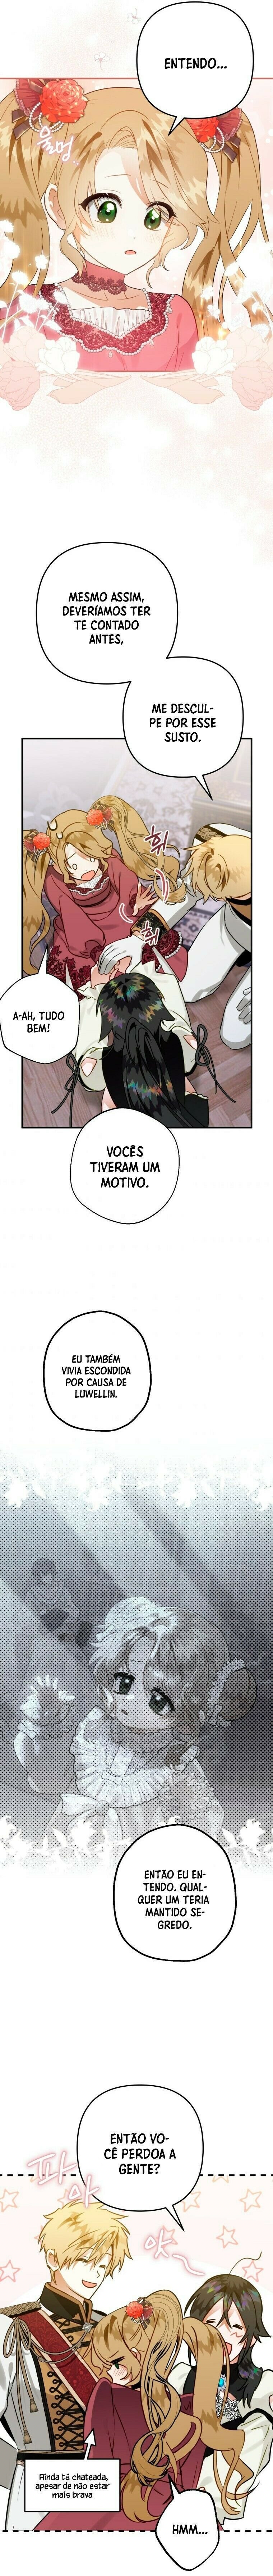 ENTENDO...
MESMO ASSIM,
DEVERÍAMOS TER
TE CONTADO
ANTES,
ME DESCUL-
PE POR ESSE
SUSTO.
휙
휙
A-AH, TUDO
BEM!
VOCÊS
TIVERAM UM
MOTIVO.
EU TAMBÉM
VIVIA ESCONDIDA
POR CAUSA DE
LUWELLIN.
ENTÃO EU EN-
TENDO. QUAL-
QUER UM TERIA
MANTIDO SE-
GREDO.
ENTÃO VO-
CÊ PERDOA A
GENTE?
Ainda tá chateada,
apesar de não estar
mais brava
HMM...